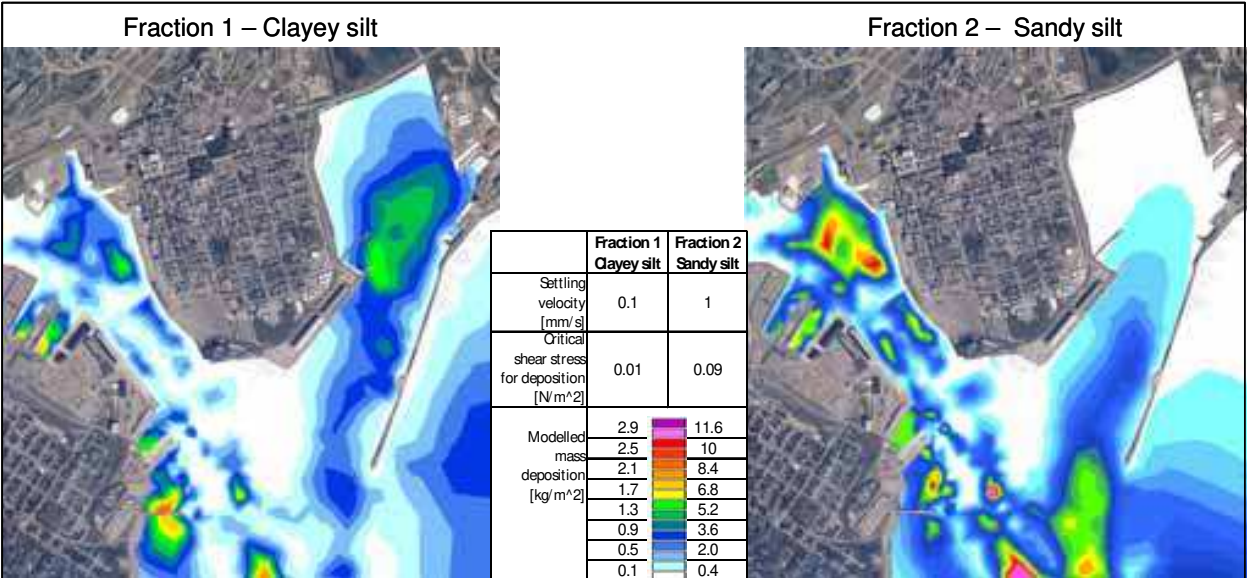 Fraction 1 – Clayey silt
Fraction 2 – Sandy silt
Fraction 1 Fraction 2
Clayey silt Sandy silt
Settling
velocity 0.1 1
[mm/s]
Critical
shear stress
for deposition 0.01 0.09
[N/m^2]
Modelled
mass
deposition
[kg/m^2]
2.9 11.6
2.5 10
2.1 8.4
1.7 6.8
1.3 5.2
0.9 3.6
0.5 2.0
0.1 0.4